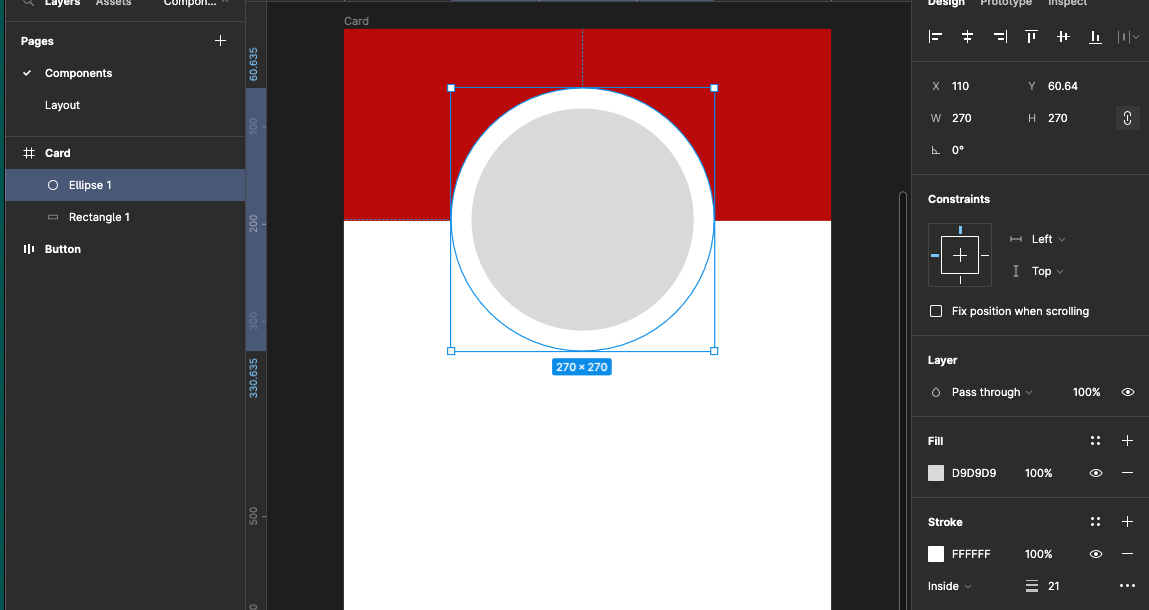 Layers Assets Compon...
Pages
Components
Layout
Card
Ellipse 1
Rectangle 1
Button
60.635
100
200
300
330.635
500
Card
270 × 270
Design Prototype Inspect
X 110 Y 60.64
W 270 H 270
0°
Constraints
Left
Top
Fix position when scrolling
Layer
Pass through 100%
Fill
D9D9D9 100%
Stroke
FFFFFF 100%
Inside 21